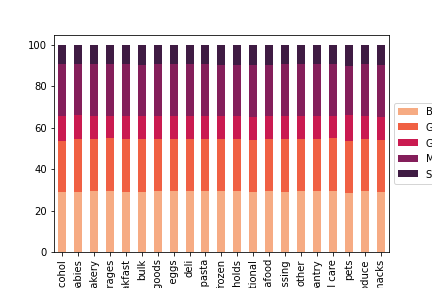 100
80
60
40
20
0
B
G
G
M
S
cohol
abies
akery
rages
kfast
bulk
goods
eggs
deli
pasta
rozen
holds
tional
afood
ssing
other
antry
l care
pets
oduce
nacks